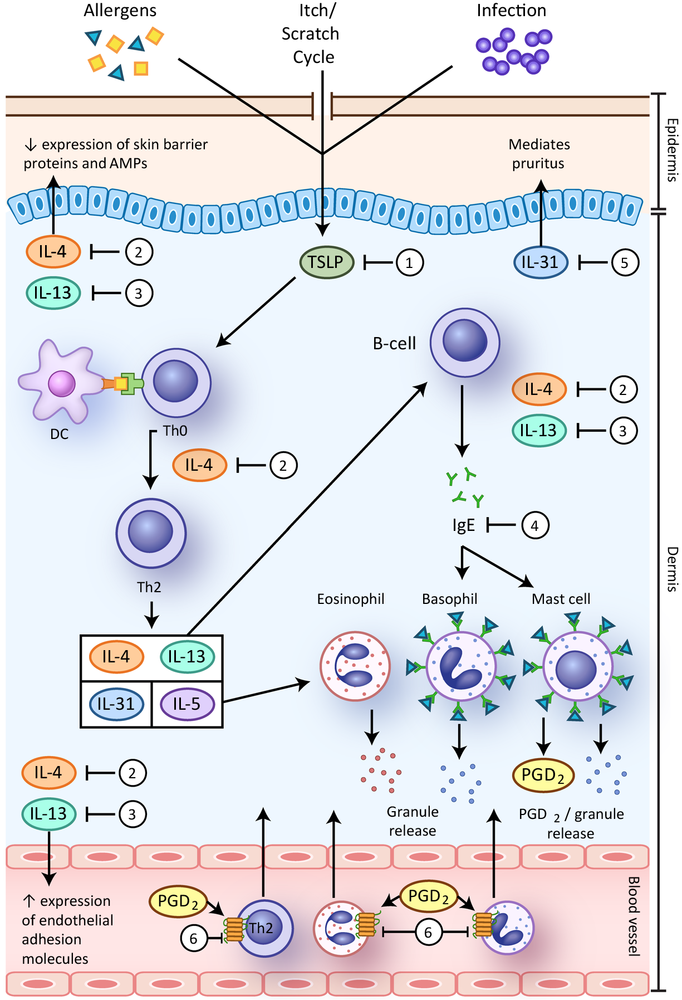 Allergens
Itch/
Scratch
Cycle
Infection
↓ expression of skin barrier
proteins and AMPs
Mediates
pruritus
Epidermis
IL-4
2
IL-13
3
TSLP
1
IL-31
5
B-cell
DC
Th0
IL-4
2
IL-4
2
IL-13
3
IgE
4
Th2
Dermis
Eosinophil
Basophil
Mast cell
IL-4
IL-13
IL-31
IL-5
IL-4
2
IL-13
3
PGD2
Granule
release
PGD 2 / granule
release
↑ expression
of endothelial
adhesion
molecules
PGD2
6
Th2
PGD2
6
Blood vessel